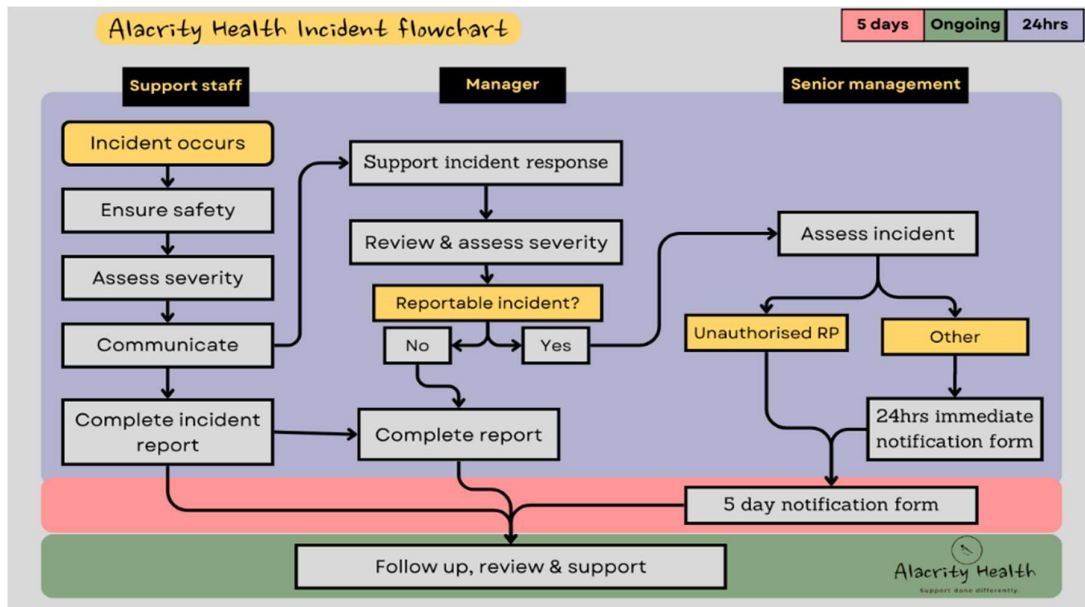 Alacrity Health Incident flowchart
5 days
Ongoing
24hrs
Support staff
Manager
Senior management
Incident occurs
Ensure safety
Assess severity
Communicate
Complete incident
report
Support incident response
Review & assess severity
Reportable incident?
No
Yes
Complete report
Assess incident
Unauthorised RP
Other
24hrs immediate
notification form
5 day notification form
Follow up, review & support
Alacrity Health
Support done differently.